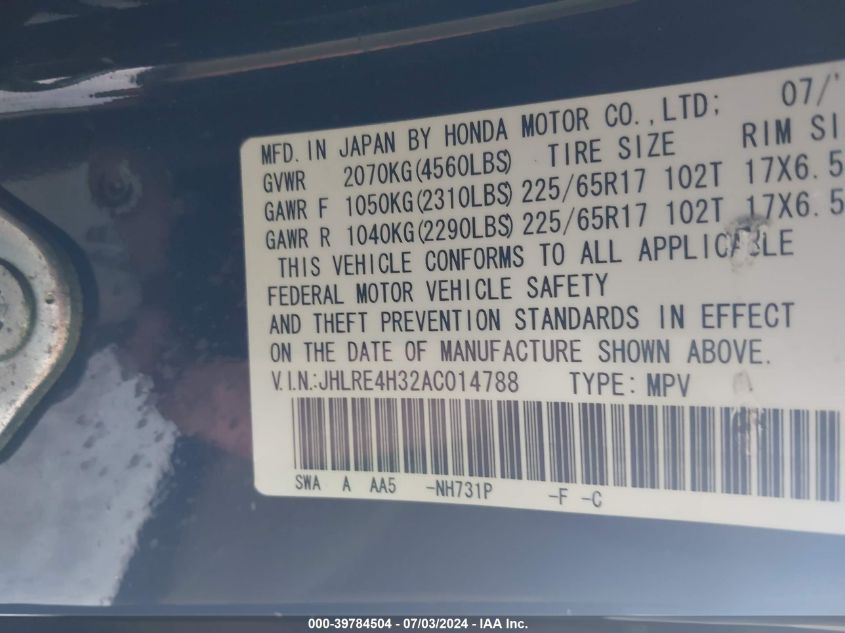 MFD. IN JAPAN BY HONDA MOTOR CO.,LTD; 07/'
GVWR 2070KG(4560LBS) TIRE SIZE RIM SI
GAWR F 1050KG(2310LBS) 225/65R17 102T 17X6.5
GAWR R 1040KG(2290LBS) 225/65R17 102T 17X6.5
THIS VEHICLE CONFORMS TO ALL APPLICABLE
FEDERAL MOTOR VEHICLE SAFETY
AND THEFT PREVENTION STANDARDS IN EFFECT
ON THE DATE OF MANUFACTURE SHOWN ABOVE.
V.I.N.:JHLRE4H32AC014788 TYPE: MPV
SWA A AA5 -NH731P -F -C
000-39784504 - 07/03/2024 - IAA Inc.